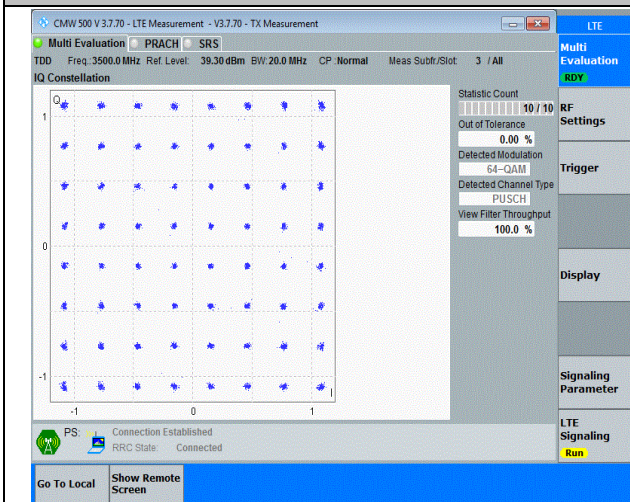 CMW 500 V 3.7.70 - LTE Measurement - V3.7.70 - TX Measurement
LTE
Multi Evaluation PRACH SRS
TDD Freq.:3500.0 MHz Ref. Level: 39.30 dBm BW:20.0 MHz CP :Normal Meas Subfr./Slot: 3 / All
IQ Constellation
Q
1
0
-1
I
-1 0 1
Statistic Count
10 / 10
Out of Tolerance
0.00 %
Detected Modulation
64-QAM
Detected Channel Type
PUSCH
View Filter Throughput
100.0 %
Multi
Evaluation
RDY
RF
Settings
Trigger
Display
Signaling
Parameter
LTE
Signaling
Run
PS: Connection Established
RRC State: Connected
Go To Local
Show Remote
Screen